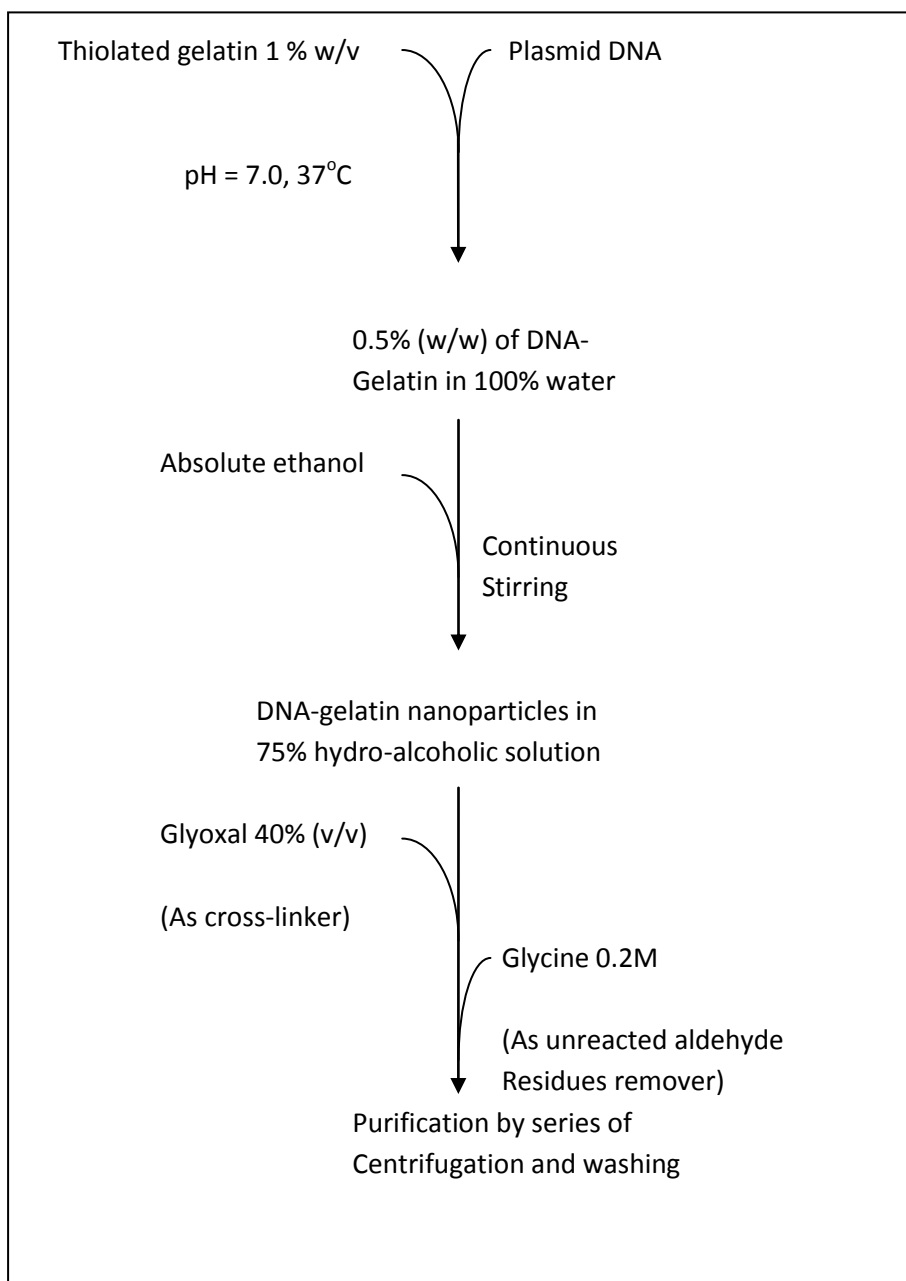 Thiolated gelatin 1 % w/v
Plasmid DNA
pH = 7.0, 37°C
0.5% (w/w) of DNA-
Gelatin in 100% water
Absolute ethanol
Continuous
Stirring
DNA-gelatin nanoparticles in
75% hydro-alcoholic solution
Glyoxal 40% (v/v)
(As cross-linker)
Glycine 0.2M
(As unreacted aldehyde
Residues remover)
Purification by series of
Centrifugation and washing